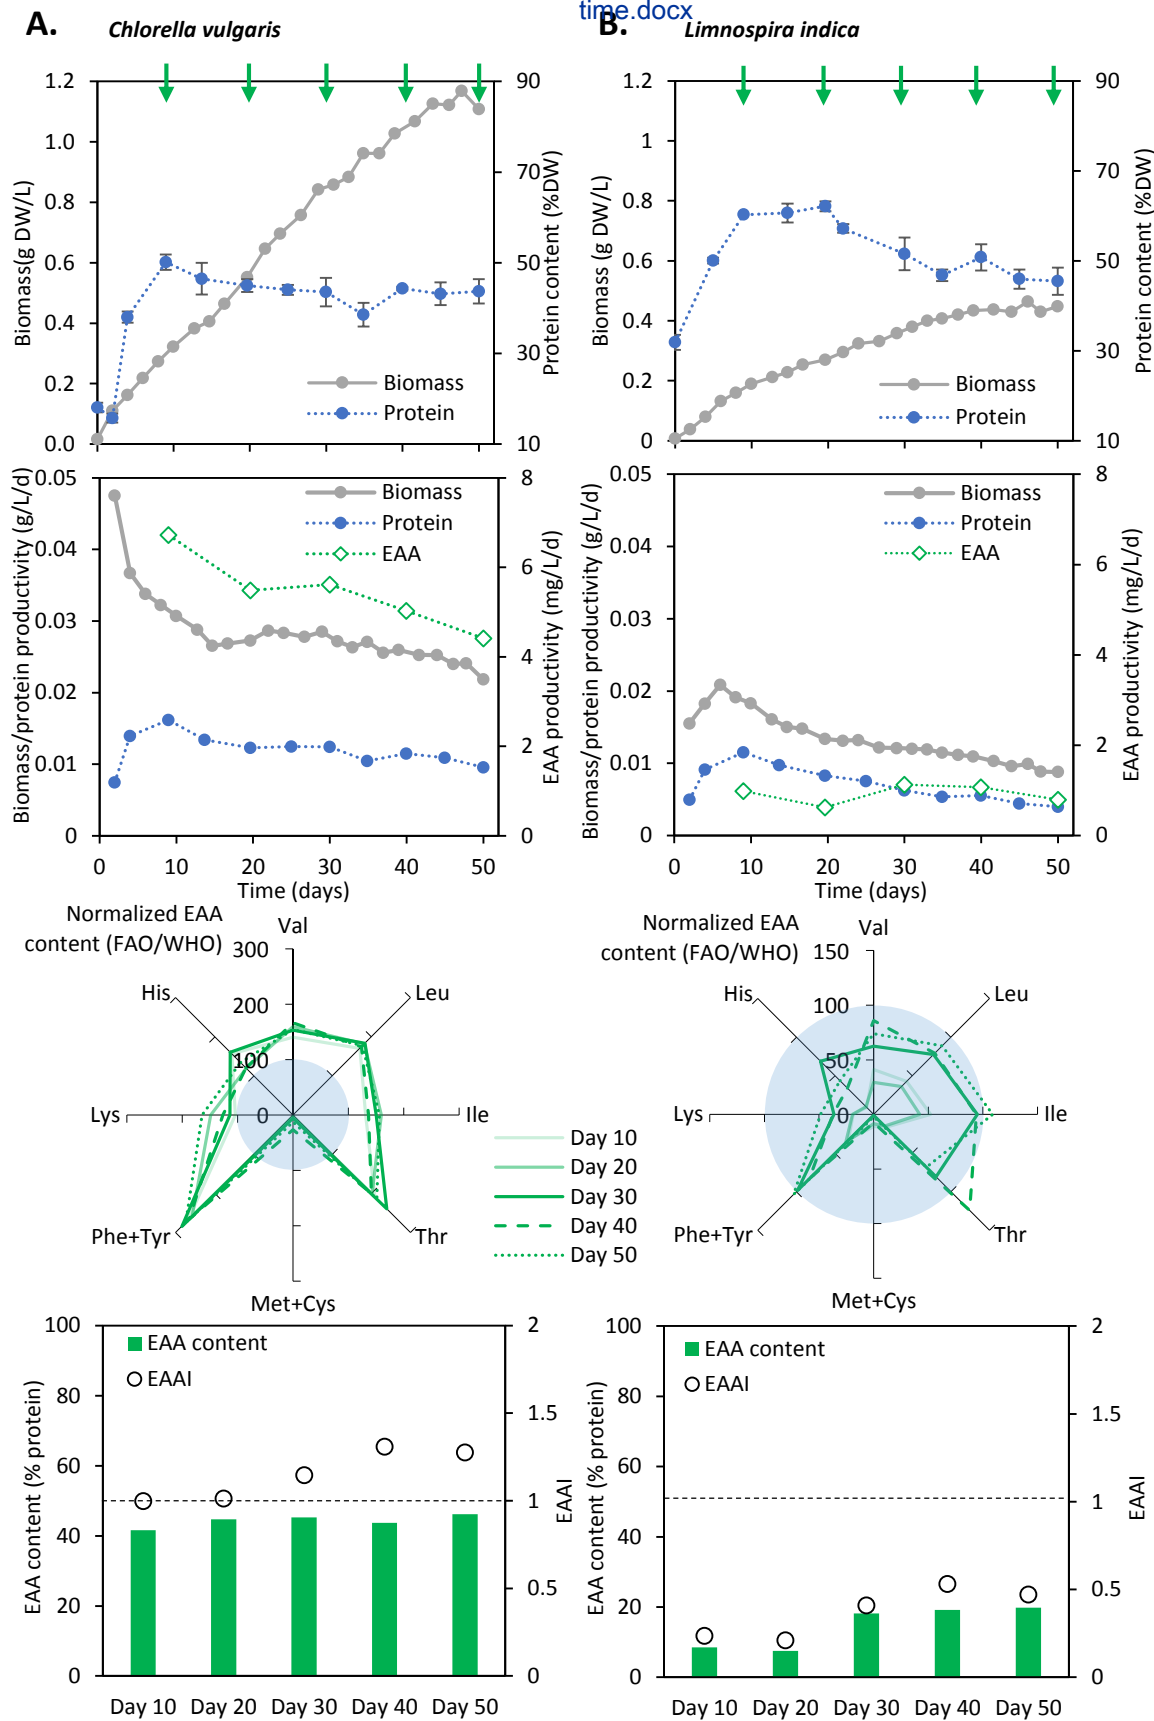 time.docx
A. Chlorella vulgaris
1.2
1.0
0.8
0.6
0.4
0.2
0.0
Biomass(g DW/L)
90
70
50
30
10
Protein content (%DW)
Biomass
Protein
B. Limnospira indica
1.2
1
0.8
0.6
0.4
0.2
0
Biomass (g DW/L)
90
70
50
30
10
Protein content (%DW)
Biomass
Protein
0.05
0.04
0.03
0.02
0.01
0
Biomass/protein productivity (g/L/d)
8
6
4
2
0
EAA productivity (mg/L/d)
Biomass
Protein
EAA
0 10 20 30 40 50
Time (days)
0.05
0.04
0.03
0.02
0.01
0
Biomass/protein productivity (g/L/d)
8
6
4
2
0
EAA productivity (mg/L/d)
Biomass
Protein
EAA
0 10 20 30 40 50
Time (days)
Normalized EAA
content (FAO/WHO)
Val
300
200
100
0
His
Leu
Lys
Ile
Phe+Tyr
Thr
Met+Cys
Day 10
Day 20
Day 30
Day 40
Day 50
Normalized EAA
content (FAO/WHO)
Val
150
100
50
0
His
Leu
Lys
Ile
Phe+Tyr
Thr
Met+Cys
100
80
60
40
20
0
EAA content (% protein)
2
1.5
1
0.5
0
EAAI
EAA content
EAAI
Day 10 Day 20 Day 30 Day 40 Day 50
100
80
60
40
20
0
EAA content (% protein)
2
1.5
1
0.5
0
EAAI
EAA content
EAAI
Day 10 Day 20 Day 30 Day 40 Day 50